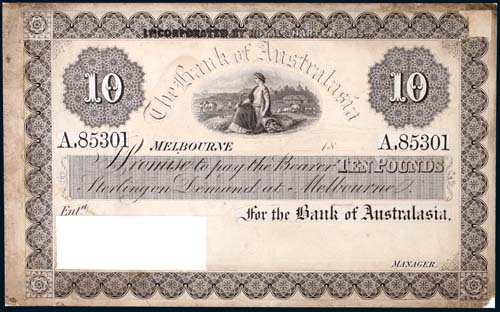 INCORPORATED BY ROYAL CHARTER, 1835.
The Bank of Australasia
10 10
A.85301 A.85301
MELBOURNE 18
Promise to pay the Bearer TEN POUNDS
Sterling on Demand at Melbourne.
Entd.
For the Bank of Australasia.
MANAGER.